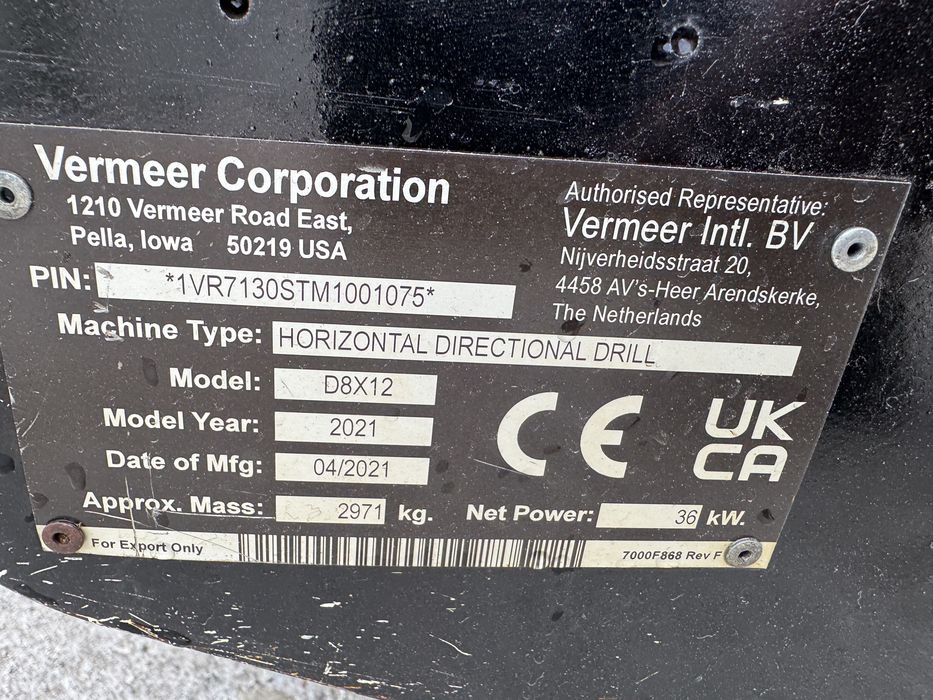 Vermeer Corporation
1210 Vermeer Road East,
Pella, Iowa 50219 USA
Authorised Representative:
Vermeer Intl. BV
Nijverheidsstraat 20,
4458 AV's-Heer Arendskerke,
The Netherlands
PIN: *1VR7130STM1001075*
Machine Type: HORIZONTAL DIRECTIONAL DRILL
Model: D8X12
Model Year: 2021
Date of Mfg: 04/2021
Approx. Mass: 2971 kg. Net Power: 36 kW.
CE
UK
CA
For Export Only
7000F868 Rev F